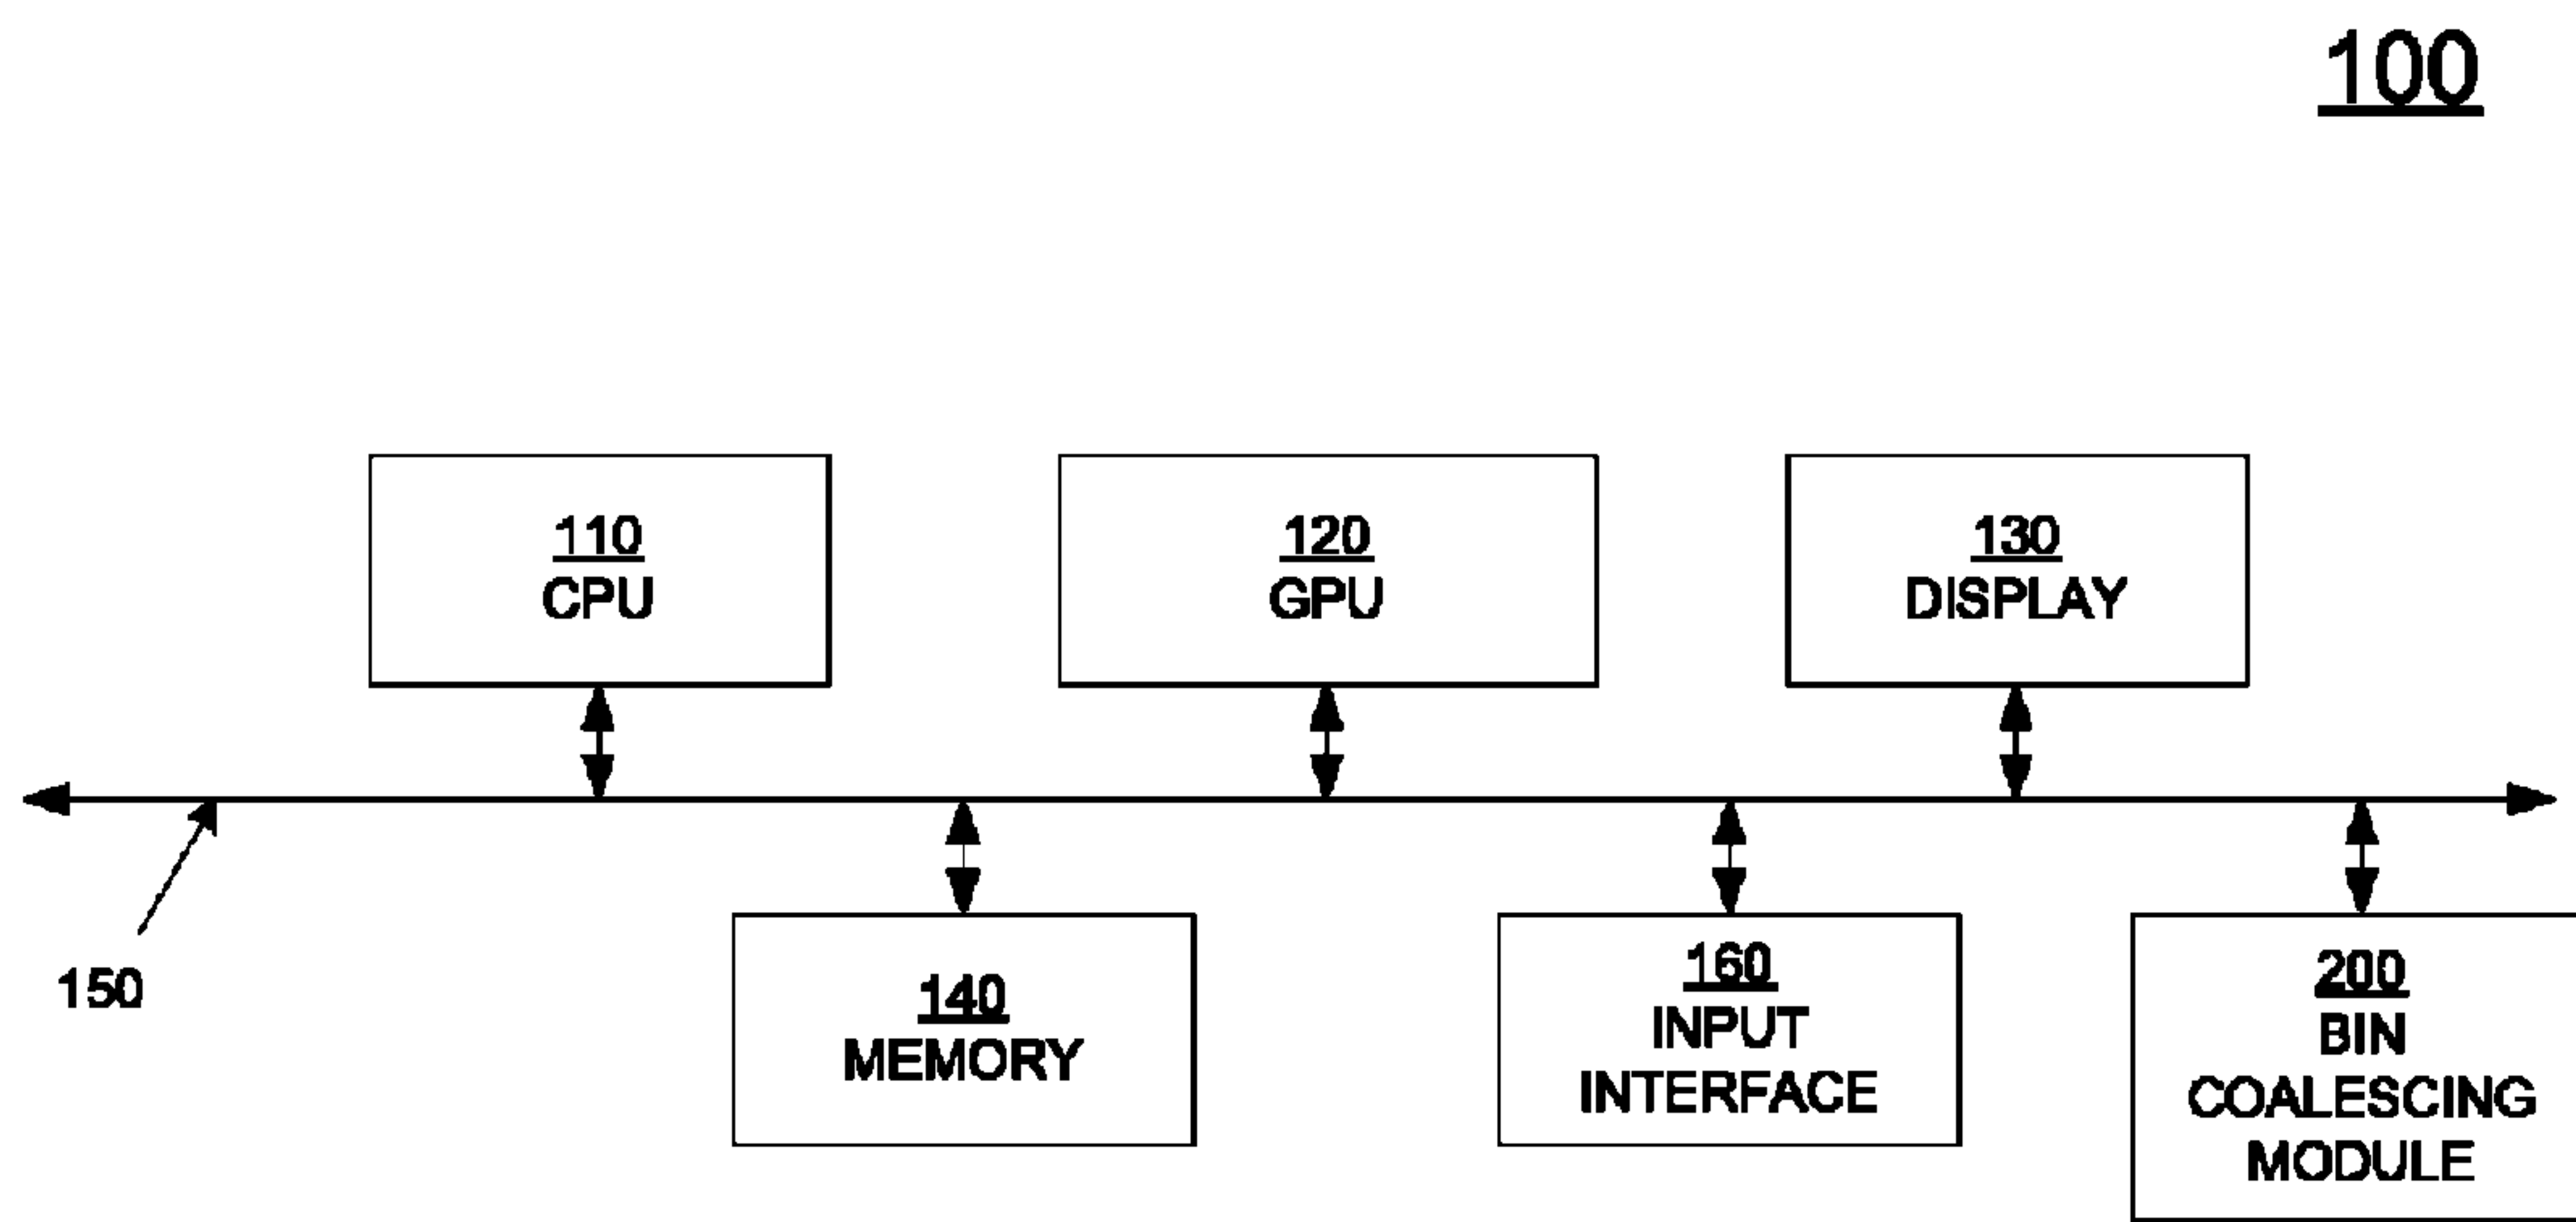 100
110
CPU
120
GPU
130
DISPLAY
150
140
MEMORY
160
INPUT
INTERFACE
200
BIN
COALESCING
MODULE